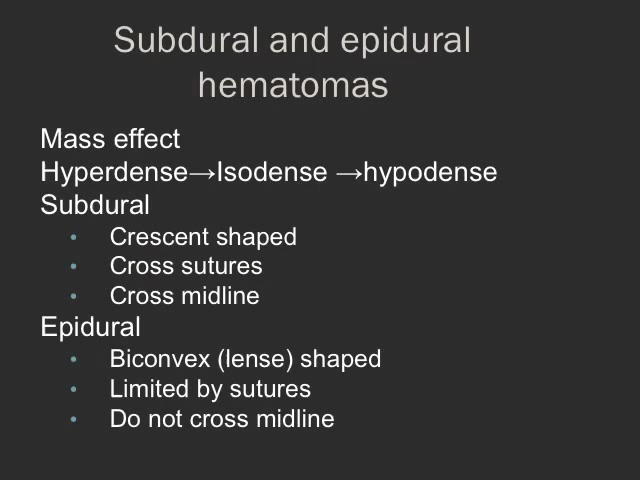 Subdural and epidural
hematomas
Mass effect
Hyperdense→Isodense →hypodense
Subdural
• Crescent shaped
• Cross sutures
• Cross midline
Epidural
• Biconvex (lense) shaped
• Limited by sutures
• Do not cross midline